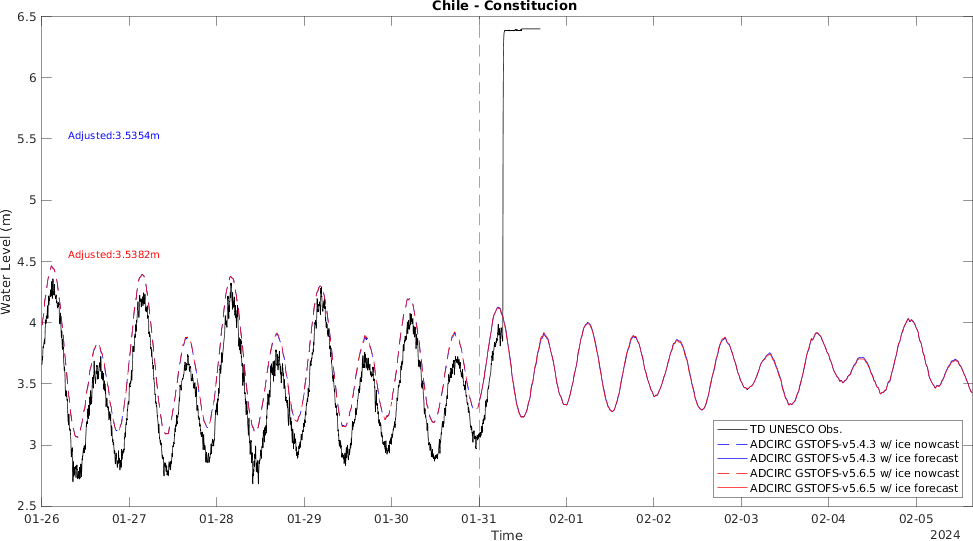 Chile - Constitucion
6.5
6
5.5
5
4.5
4
3.5
3
2.5
Water Level (m)
Adjusted:3.5354m
Adjusted:3.5382m
TD UNESCO Obs.
ADCIRC GSTOFS-v5.4.3 w/ ice nowcast
ADCIRC GSTOFS-v5.4.3 w/ ice forecast
ADCIRC GSTOFS-v5.6.5 w/ ice nowcast
ADCIRC GSTOFS-v5.6.5 w/ ice forecast
01-26 01-27 01-28 01-29 01-30 01-31 02-01 02-02 02-03 02-04 02-05
Time
2024